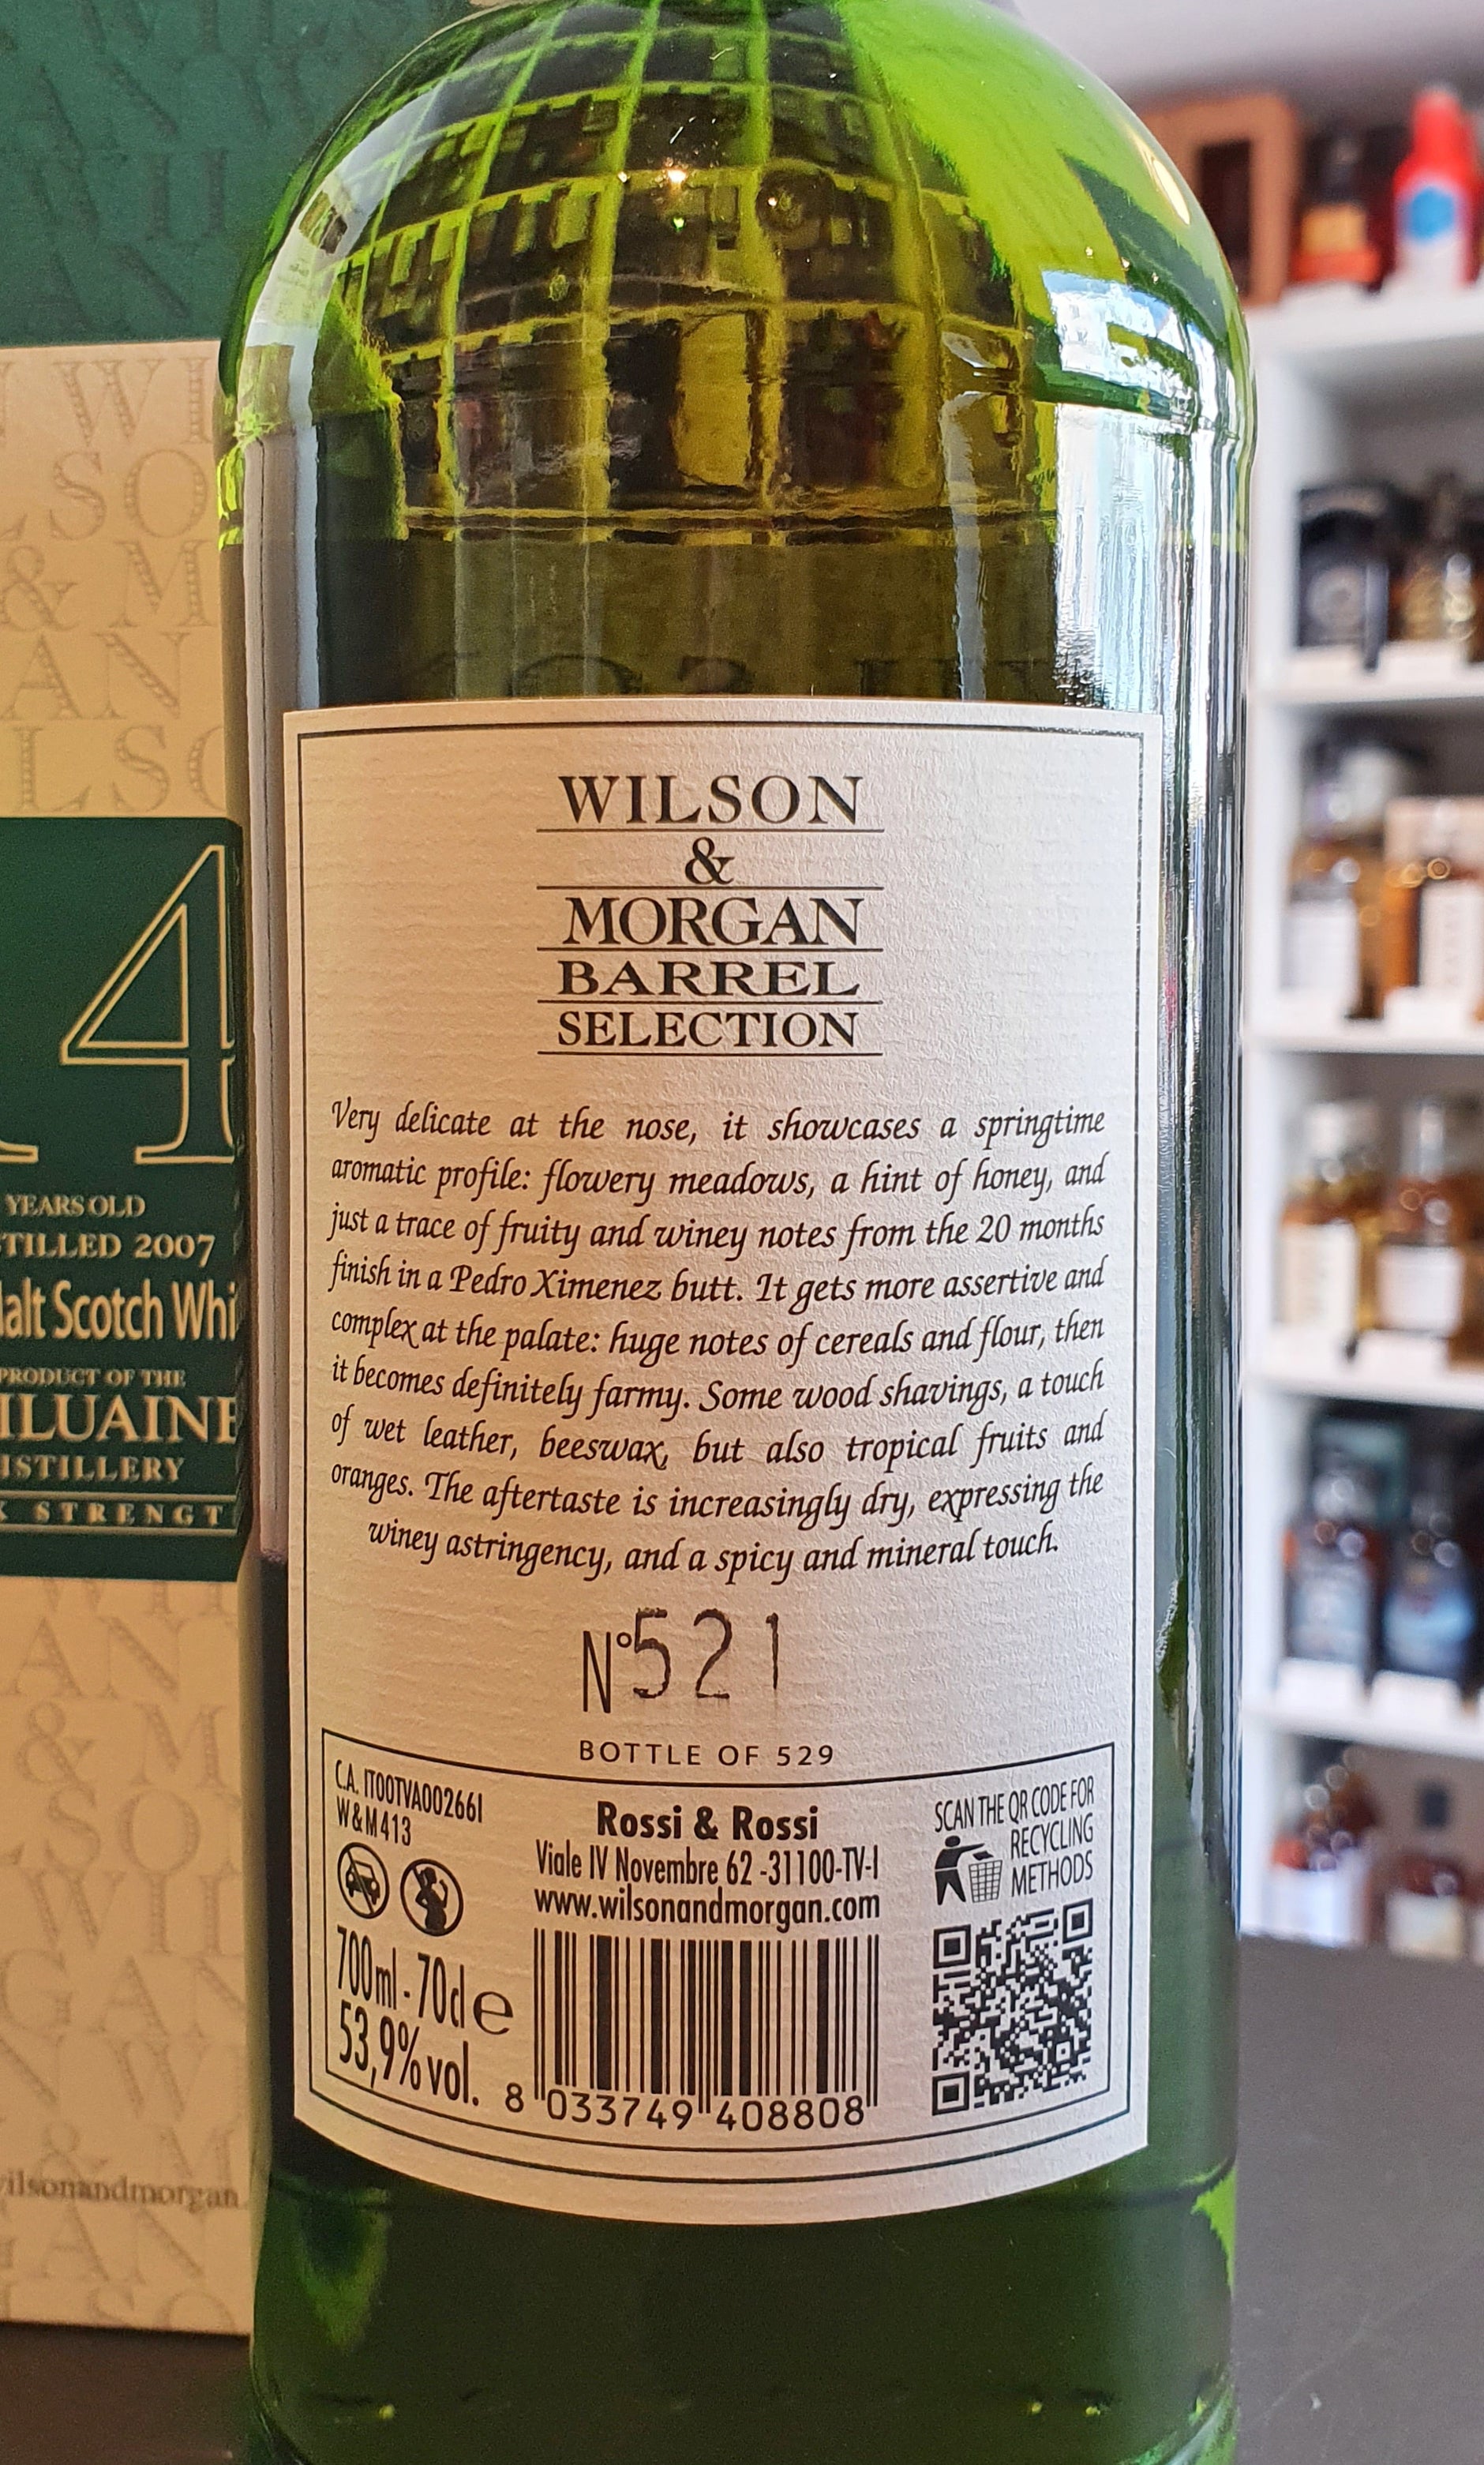 WILSON
&
MORGAN
BARREL
SELECTION
Very delicate at the nose, it showcases a springtime
aromatic profile: flowery meadows, a hint of honey, and
just a trace of fruity and winey notes from the 20 months
finish in a Pedro Ximenez butt. It gets more assertive and
complex at the palate: huge notes of cereals and flour, then
it becomes definitely farmy. Some wood shavings, a touch
of wet leather, beeswax, but also tropical fruits and
oranges. The aftertaste is increasingly dry, expressing the
winey astringency, and a spicy and mineral touch.
N°521
BOTTLE OF 529
C.A. IT00TVA00266I
W&M413
700ml - 70cl e
53,9% vol.
Rossi & Rossi
Viale IV Novembre 62 -31100-TV-I
www.wilsonandmorgan.com
8 033749 408808
SCAN THE QR CODE FOR
RECYCLING
METHODS
4
YEARS OLD
TILLED 2007
alt Scotch Whi
PRODUCT OF THE
ILUAINE
ISTILLERY
K STRENGT
ilsonandmorgan